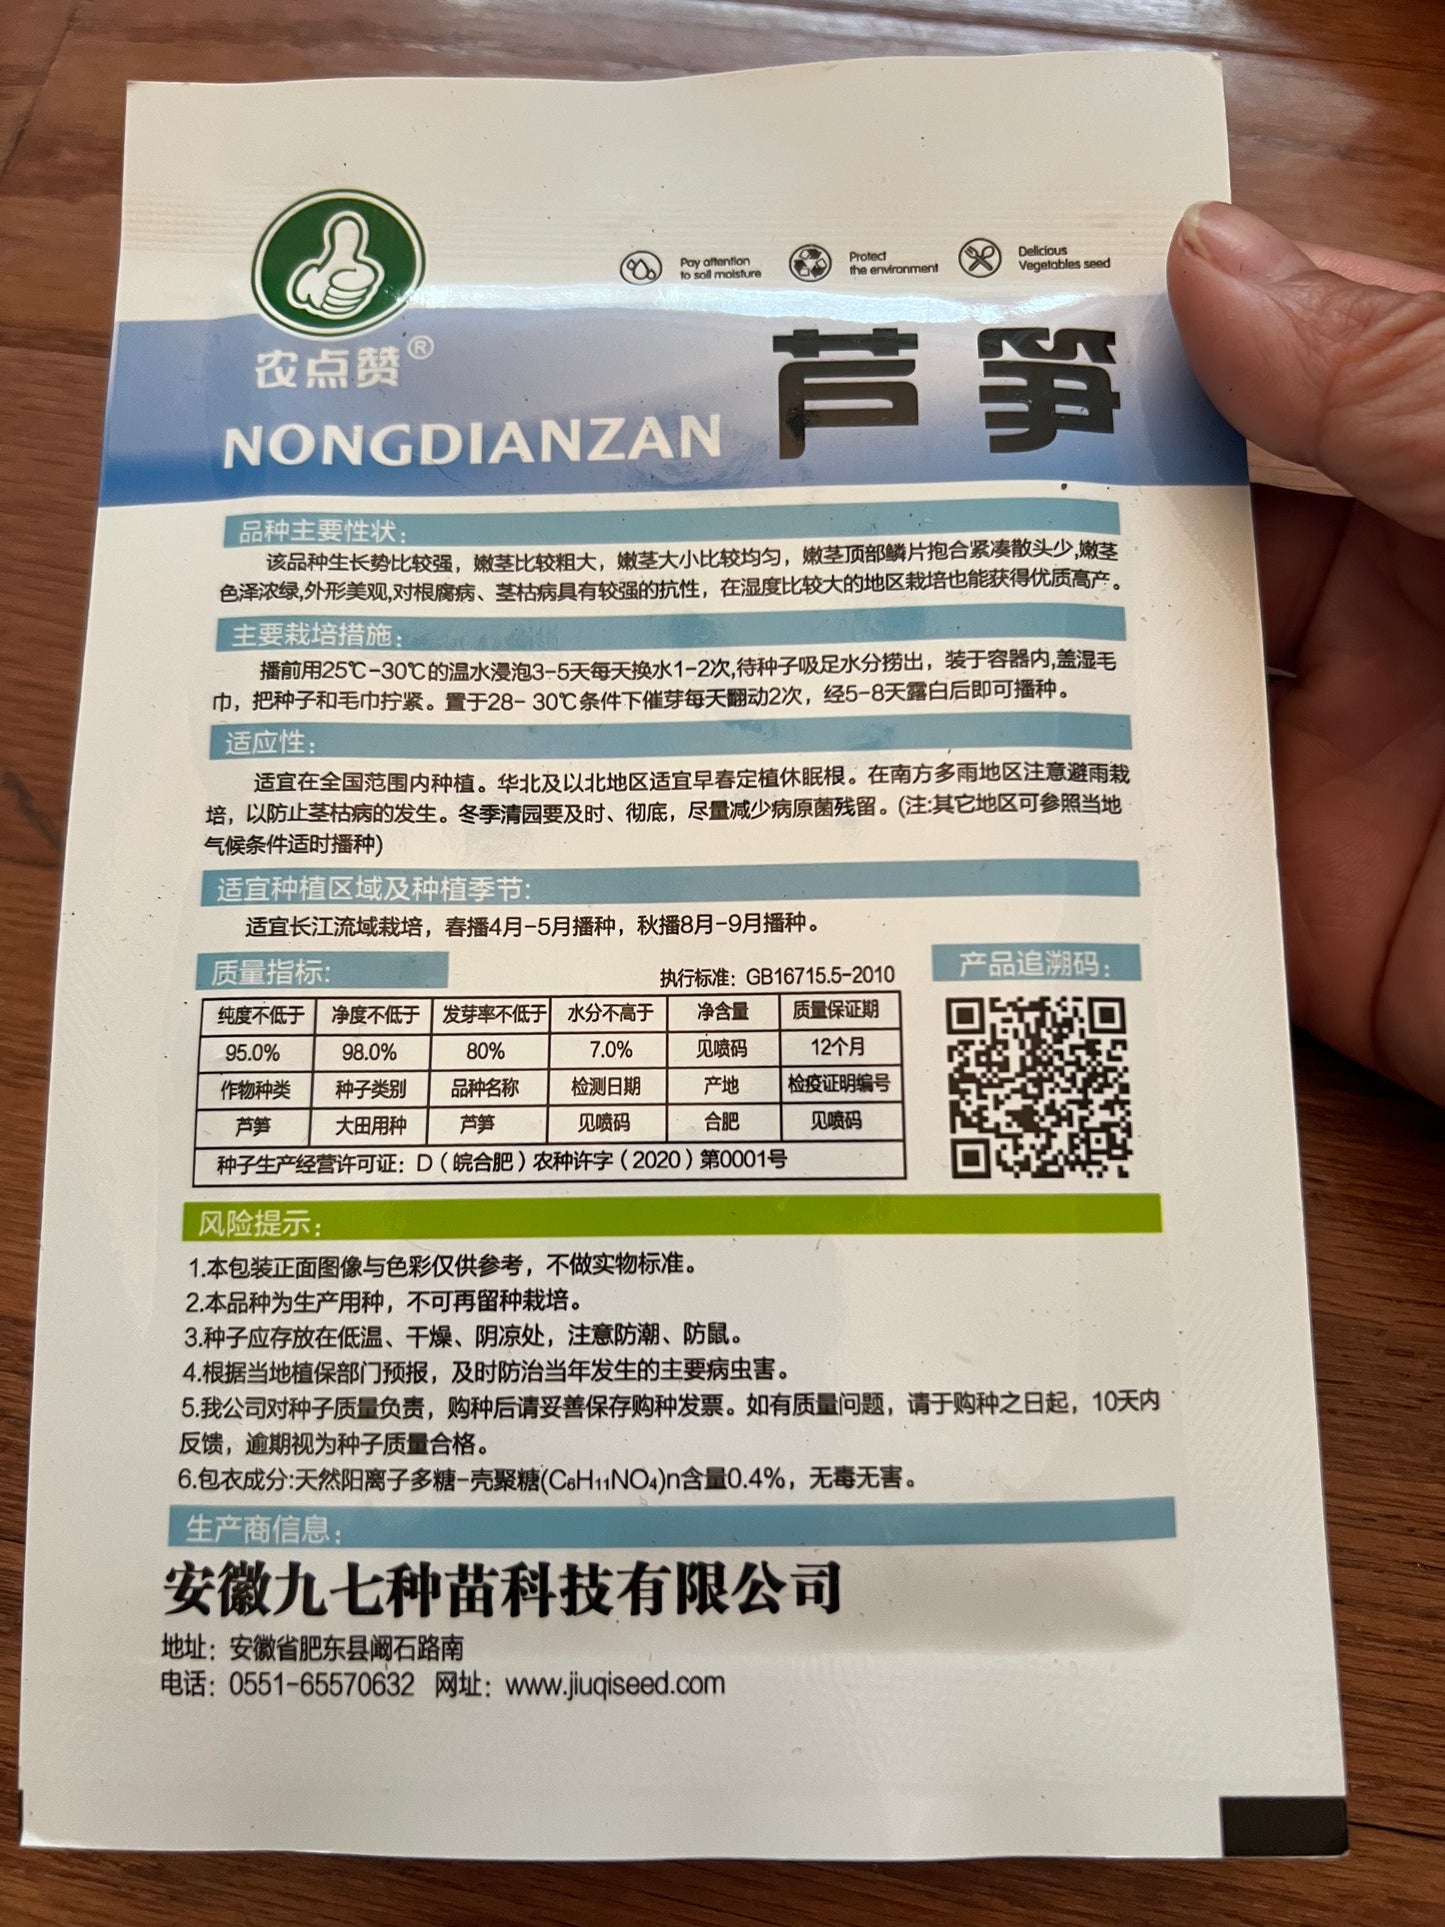 Pay attention
to soil moisture
Protect
the environment
Delicious
Vegetables seed
农点赞®
NONGDIANZAN
芦笋
品种主要性状：
该品种生长势比较强，嫩茎比较粗大，嫩茎大小比较均匀，嫩茎顶部鳞片抱合紧凑散头少,嫩茎
色泽浓绿,外形美观,对根腐病、茎枯病具有较强的抗性，在湿度比较大的地区栽培也能获得优质高产。
主要栽培措施：
播前用25℃-30℃的温水浸泡3-5天每天换水1-2次,待种子吸足水分捞出，装于容器内,盖湿毛
巾，把种子和毛巾拧紧。置于28- 30℃条件下催芽每天翻动2次，经5-8天露白后即可播种。
适应性：
适宜在全国范围内种植。华北及以北地区适宜早春定植休眠根。在南方多雨地区注意避雨栽
培，以防止茎枯病的发生。冬季清园要及时、彻底，尽量减少病原菌残留。(注:其它地区可参照当地
气候条件适时播种)
适宜种植区域及种植季节:
适宜长江流域栽培，春播4月-5月播种，秋播8月-9月播种。
质量指标:
执行标准：GB16715.5-2010
产品追溯码：
纯度不低于 净度不低于 发芽率不低于 水分不高于 净含量 质量保证期
95.0% 98.0% 80% 7.0% 见喷码 12个月
作物种类 种子类别 品种名称 检测日期 产地 检疫证明编号
芦笋 大田用种 芦笋 见喷码 合肥 见喷码
种子生产经营许可证：D（皖合肥）农种许字（2020）第0001号
风险提示：
1.本包装正面图像与色彩仅供参考，不做实物标准。
2.本品种为生产用种，不可再留种栽培。
3.种子应存放在低温、干燥、阴凉处，注意防潮、防鼠。
4.根据当地植保部门预报，及时防治当年发生的主要病虫害。
5.我公司对种子质量负责，购种后请妥善保存购种发票。如有质量问题，请于购种之日起，10天内
反馈，逾期视为种子质量合格。
6.包衣成分:天然阳离子多糖-壳聚糖(C₆H₁₁NO₄)n含量0.4%，无毒无害。
生产商信息：
安徽九七种苗科技有限公司
地址：安徽省肥东县阚石路南
电话：0551-65570632 网址：www.jiuqiseed.com